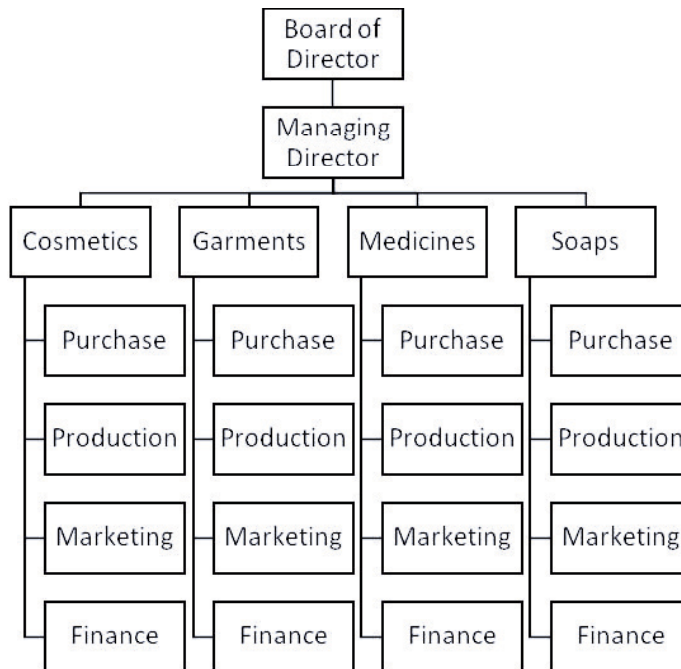 Board of
Director
Managing
Director
Cosmetics
Garments
Medicines
Soaps
Purchase
Purchase
Purchase
Purchase
Production
Production
Production
Production
Marketing
Marketing
Marketing
Marketing
Finance
Finance
Finance
Finance